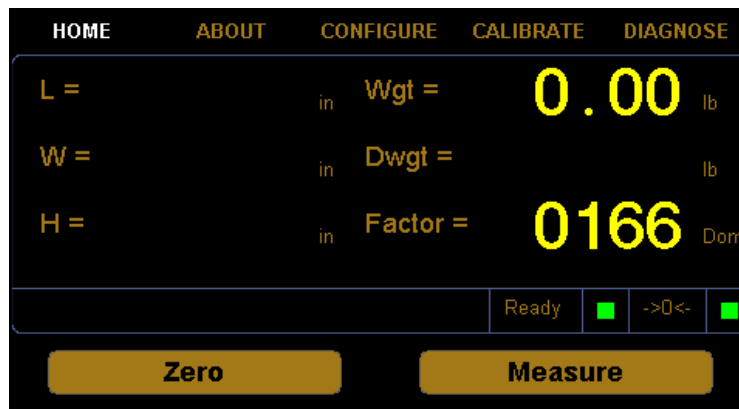 HOME ABOUT CONFIGURE CALIBRATE DIAGNOSE
L = in Wgt = 0.00 lb
W = in Dwgt = lb
H = in Factor = 0166 Dom
Ready ->0<-
Zero Measure